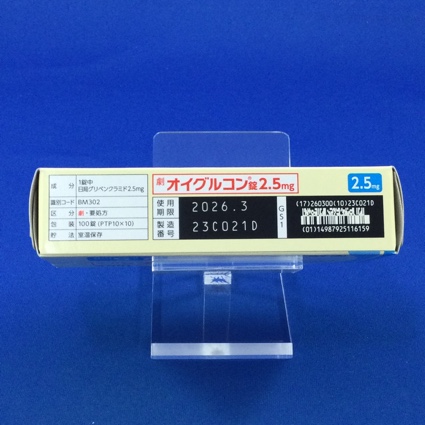 成分 1錠中
日局グリベンクラミド2.5mg
識別コード BM302
区分 劇・要処方
包装 100錠(PTP10×10)
貯法 室温保存
劇 オイグルコン®錠2.5mg
使用期限 2026.3
製造番号 23C021D
GS1
(17)260300(10)23C021D
(01)14987925116159
2.5mg